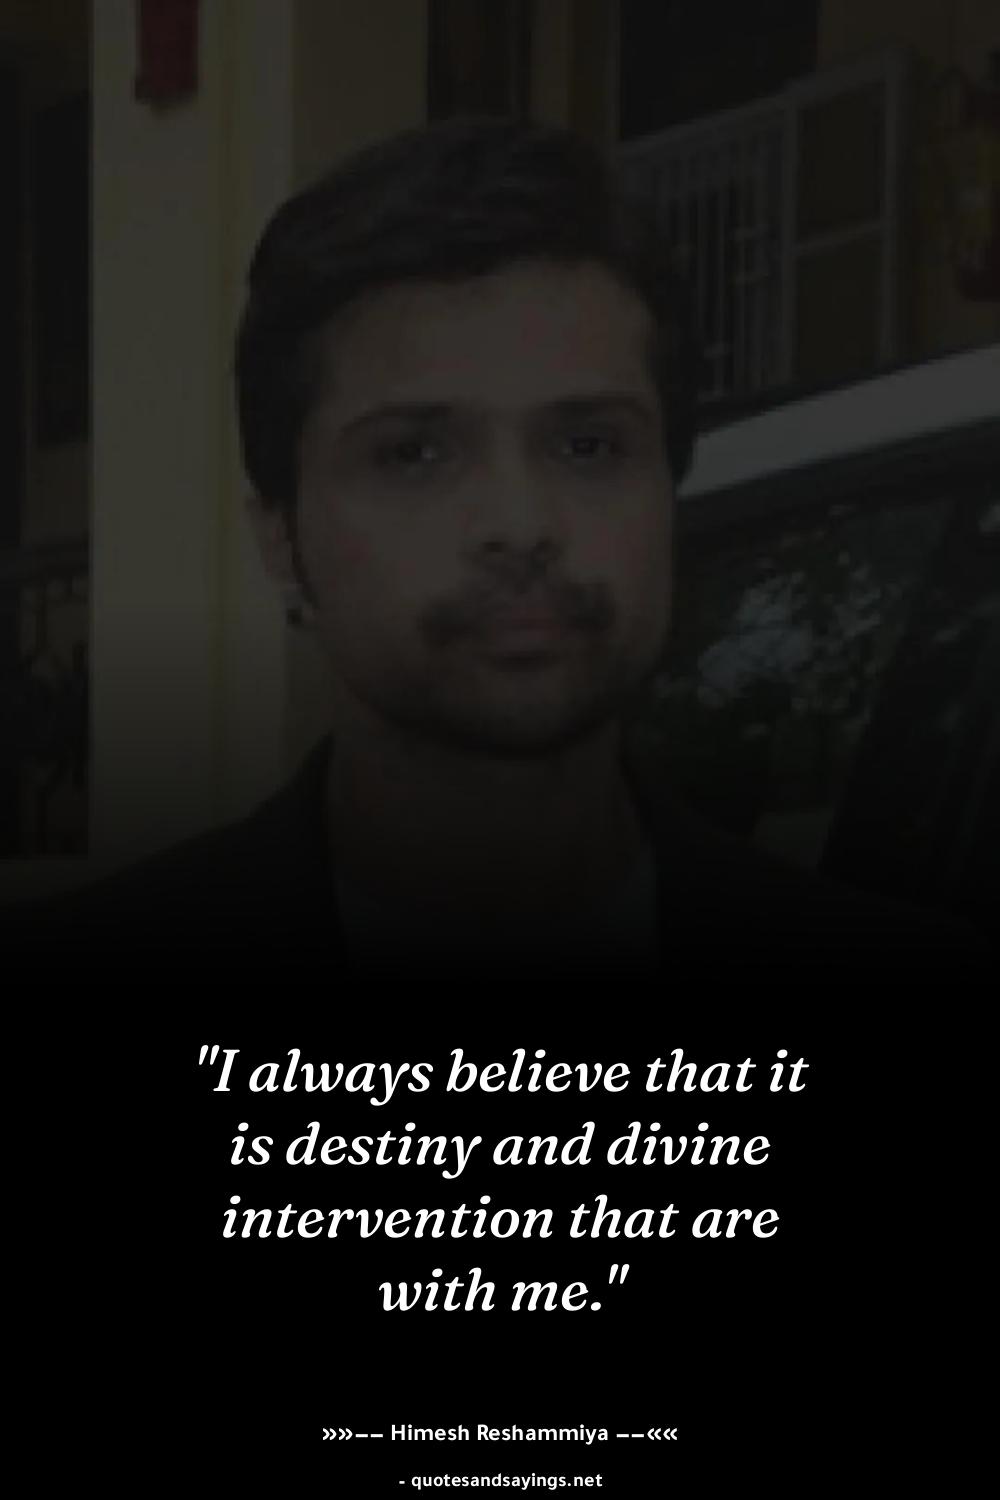 "I always believe that it
is destiny and divine
intervention that are
with me."
»»−− Himesh Reshammiya −−««
- quotesandsayings.net